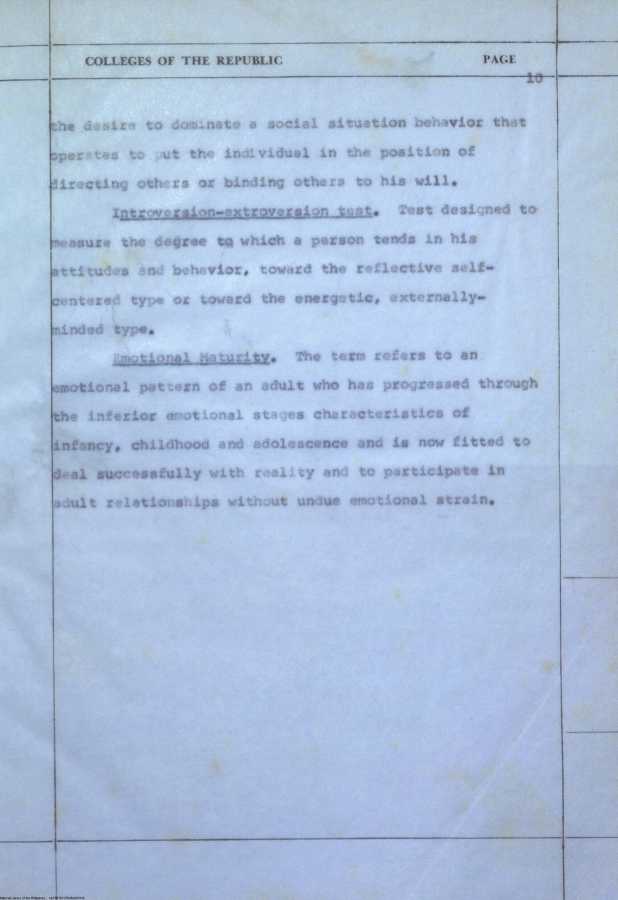 COLLEGES OF THE REPUBLIC PAGE
10
the desire to dominate a social situation behavior that
operates to put the individual in the position of
directing others or binding others to his will.
Introversion-extroversion test. Test designed to
measure the degree to which a person tends in his
attitudes and behavior, toward the reflective self-
centered type or toward the energetic, externally-
minded type.
Emotional Maturity. The term refers to an
emotional pattern of an adult who has progressed through
the inferior emotional stages characteristics of
infancy, childhood and adolescence and is now fitted to
deal successfully with reality and to participate in
adult relationships without undue emotional strain.